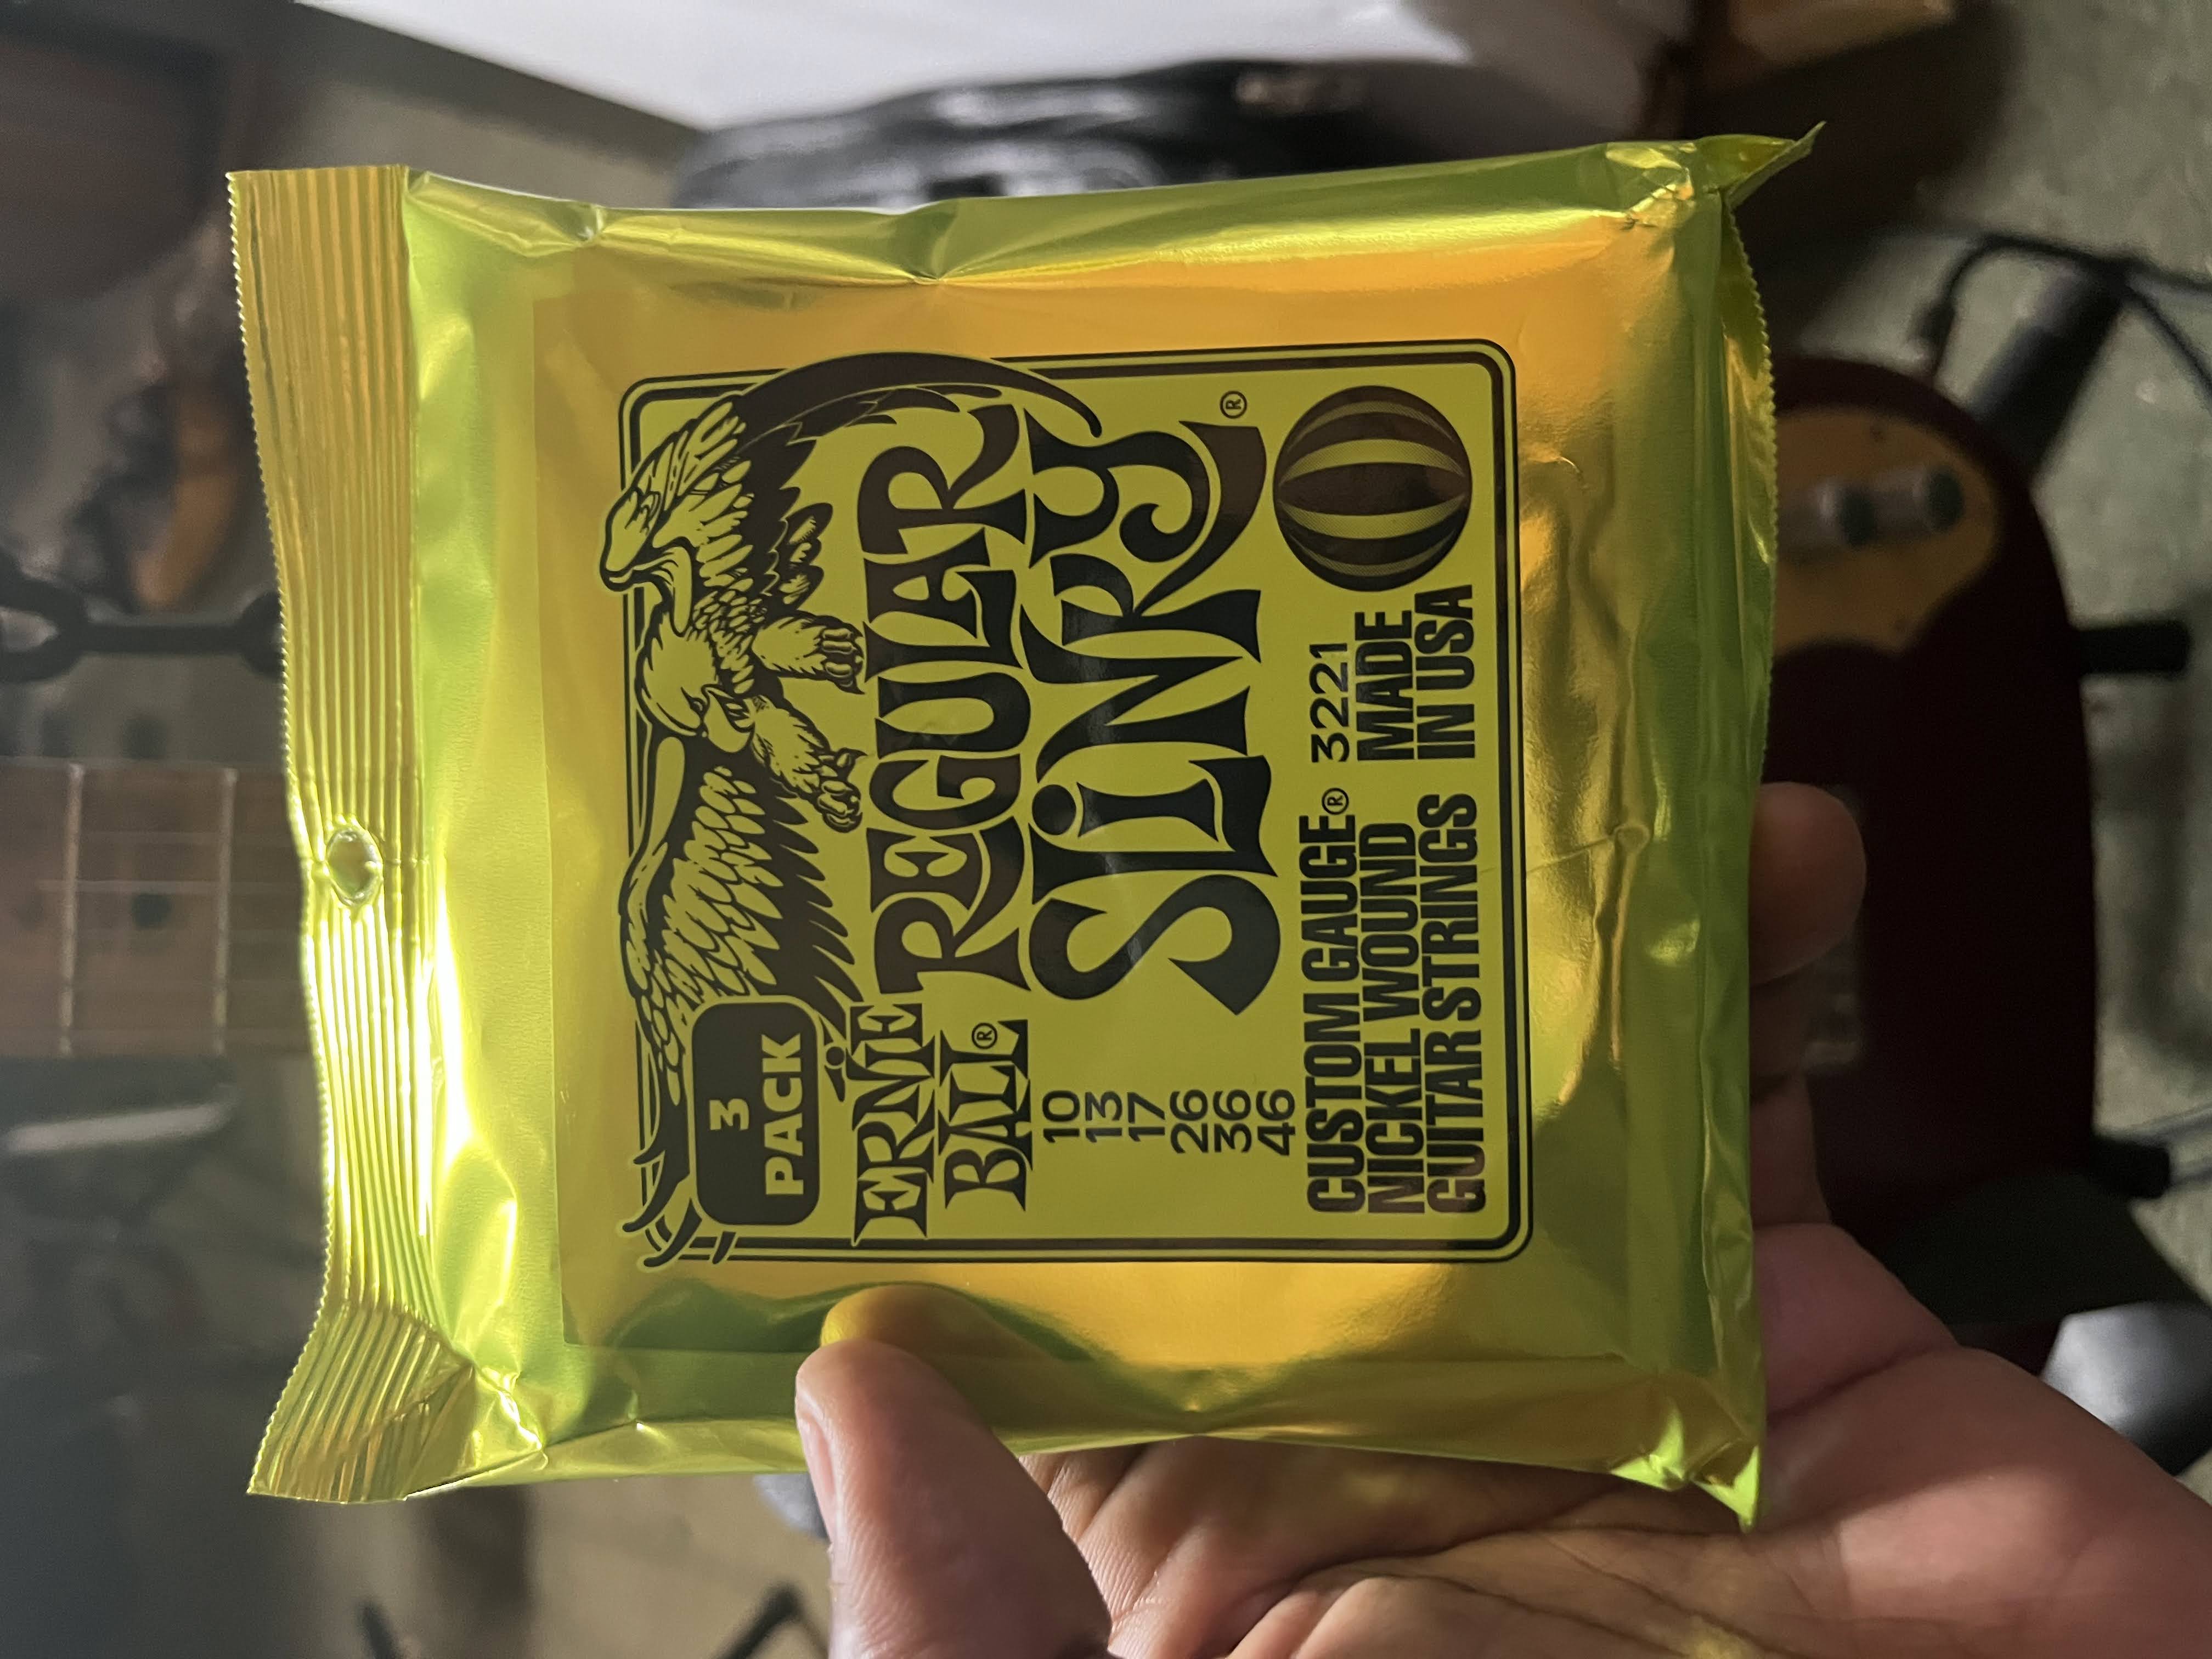 3
PACK
ERNIE
BALL®
REGULAR
SLINKY®
10
13
17
26
36
46
CUSTOM GAUGE® 3221
NICKEL WOUND MADE
GUITAR STRINGS IN USA